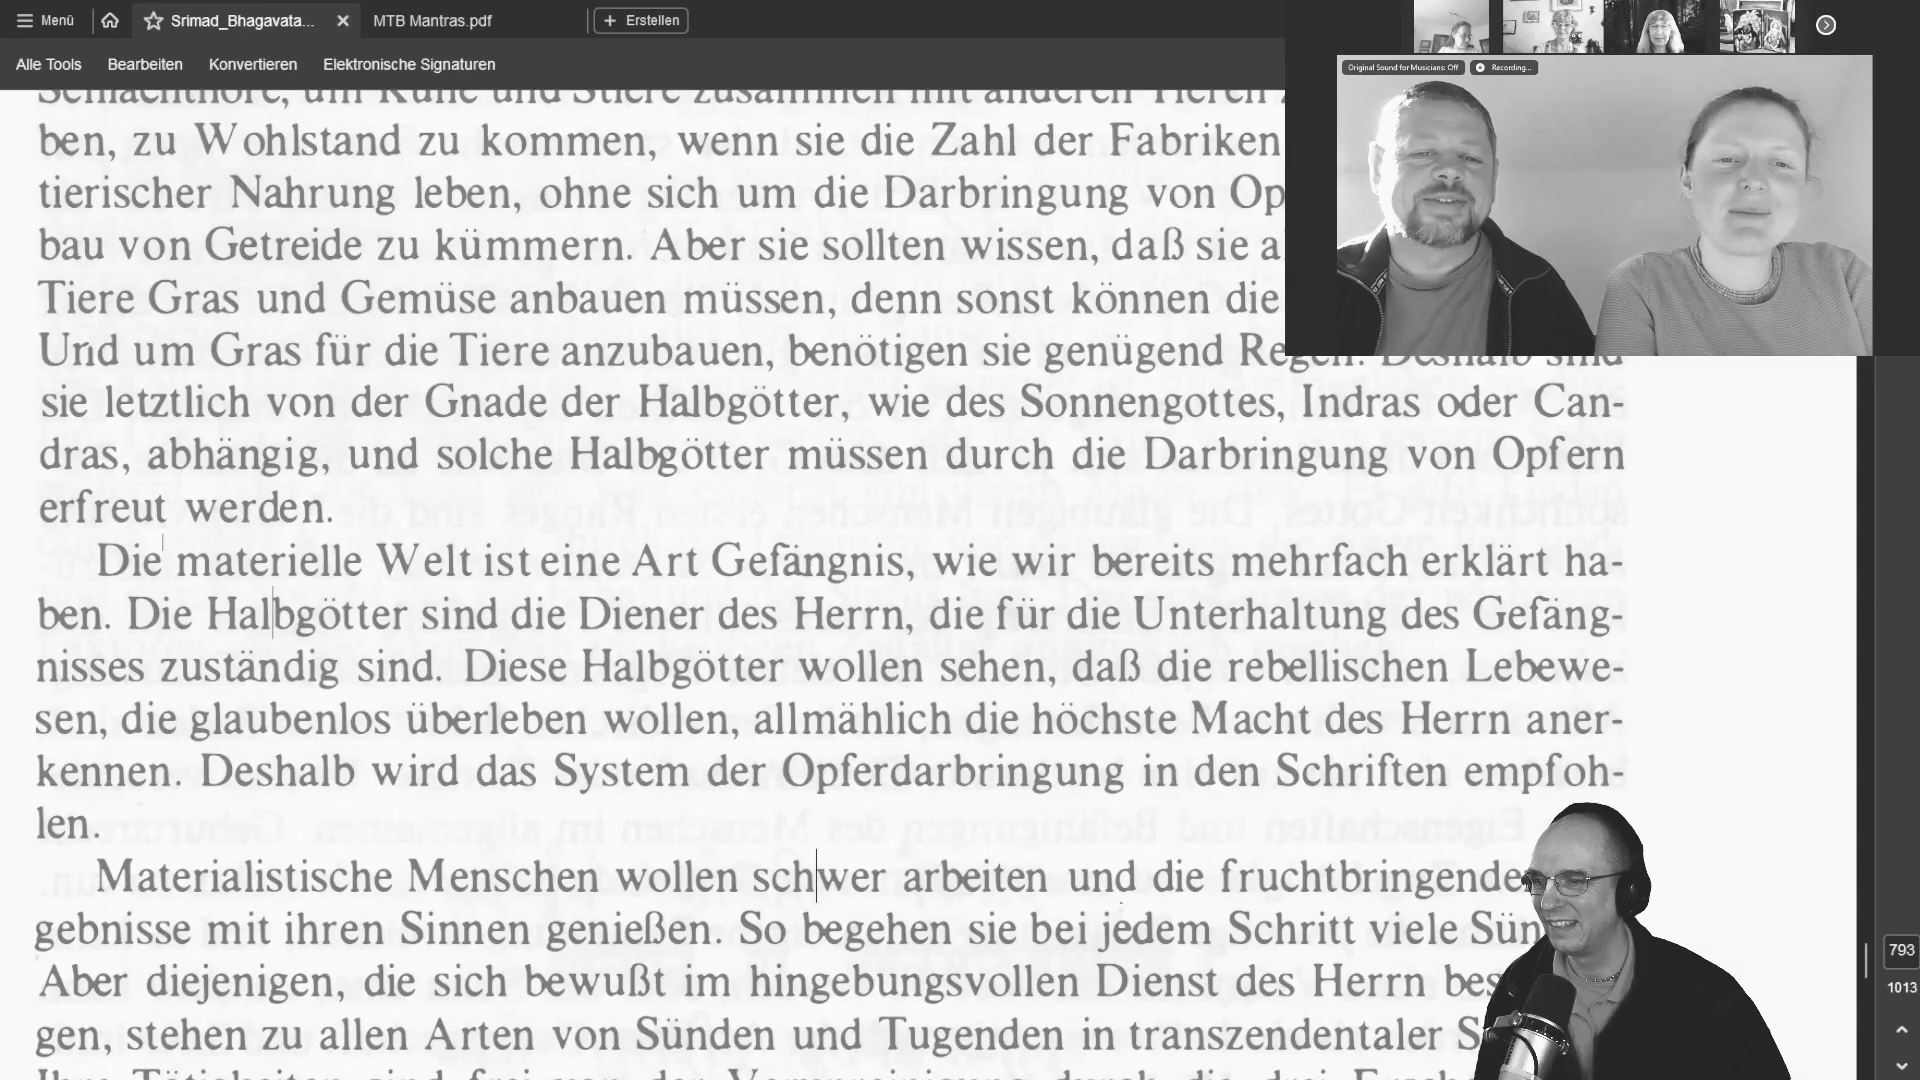 Menü
Srimad_Bhagavata...
MTB Mantras.pdf
Erstellen
Alle Tools
Bearbeiten
Konvertieren
Elektronische Signaturen
Original Sound for Musicians: Off
Recording...
ben, zu Wohlstand zu kommen, wenn sie die Zahl der Fabriken
tierischer Nahrung leben, ohne sich um die Darbringung von Op
bau von Getreide zu kümmern. Aber sie sollten wissen, daß sie a
Tiere Gras und Gemüse anbauen müssen, denn sonst können die
Und um Gras für die Tiere anzubauen, benötigen sie genügend Regen. Deshalb sind
sie letztlich von der Gnade der Halbgötter, wie des Sonnengottes, Indras oder Can-
dras, abhängig, und solche Halbgötter müssen durch die Darbringung von Opfern
erfreut werden.
Die materielle Welt ist eine Art Gefängnis, wie wir bereits mehrfach erklärt ha-
ben. Die Halbgötter sind die Diener des Herrn, die für die Unterhaltung des Gefäng-
nisses zuständig sind. Diese Halbgötter wollen sehen, daß die rebellischen Lebewe-
sen, die glaubenlos überleben wollen, allmählich die höchste Macht des Herrn aner-
kennen. Deshalb wird das System der Opferdarbringung in den Schriften empfoh-
len.
Materialistische Menschen wollen schwer arbeiten und die fruchtbringende
gebnisse mit ihren Sinnen genießen. So begehen sie bei jedem Schritt viele Sün
Aber diejenigen, die sich bewußt im hingebungsvollen Dienst des Herrn bes
gen, stehen zu allen Arten von Sünden und Tugenden in transzendentaler S
793
1013